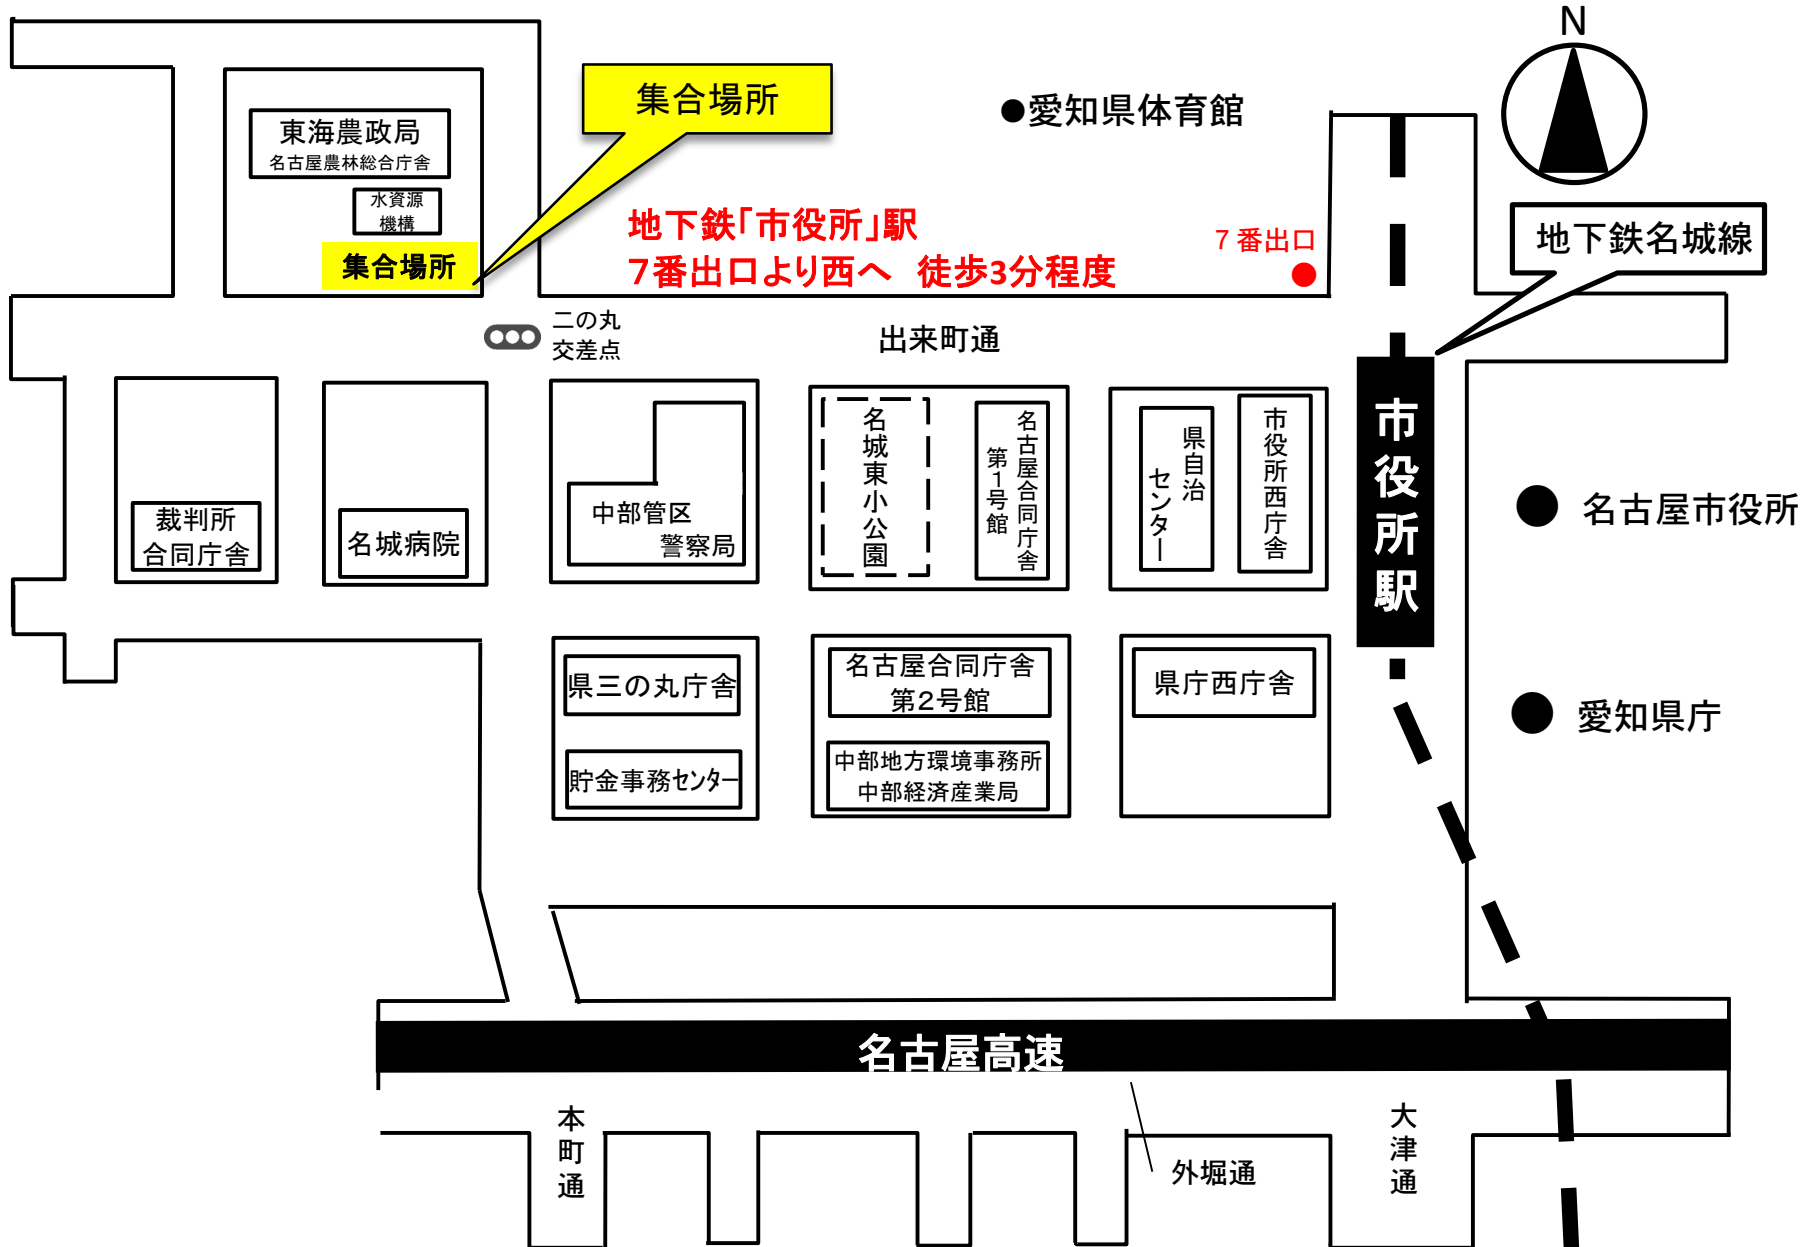 N
集合場所
●愛知県体育館
東海農政局
名古屋農林総合庁舎
水資源
機構
集合場所
地下鉄「市役所」駅
7番出口より西へ 徒歩3分程度
7番出口
地下鉄名城線
二の丸
交差点
出来町通
裁判所
合同庁舎
名城病院
中部管区
警察局
名城東小公園
名古屋合同庁舎
第1号館
県自治
センター
市役所西庁舎
市役所駅
名古屋市役所
県三の丸庁舎
貯金事務センター
名古屋合同庁舎
第2号館
中部地方環境事務所
中部経済産業局
県庁西庁舎
愛知県庁
名古屋高速
本町通
外堀通
大津通